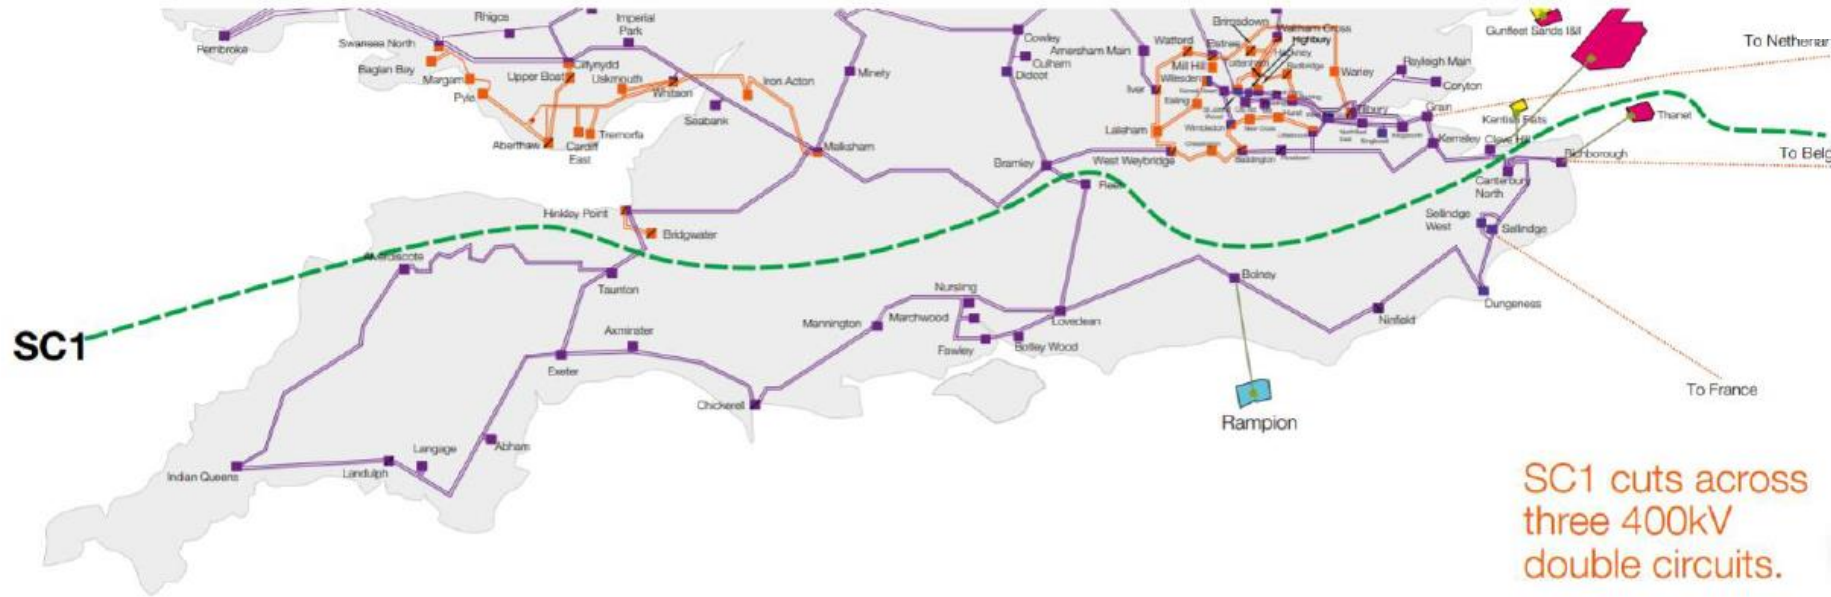 Rhigos
Imperial
Park
Pembroke
Swansea North
Baglan Bay
Margam
Pyle
Upper Boat
Cilfynydd
Uskmouth
Whitson
Iron Acton
Seabank
Aberthaw
Cardiff
East
Tremorfa
Melksham
Minety
Cowley
Culham
Didcot
Amersham Main
Iver
Bramley
West Weybridge
Laleham
Ealing
Watford
Elstree
Mill Hill
Willesden
Wimbledon
Beddington
Brimsdown
Waltham Cross
Highbury
Hackney
Tottenham
Redbridge
Warley
Tilbury
Rayleigh Main
Coryton
Grain
Kemsley
Cleve Hill
Kentish Flats
Gunfleet Sands I&II
Thanet
Richborough
Canterbury
North
Sellindge
West
Sellindge
Dungeness
To Nether
To Belg
To France
Hinkley Point
Bridgwater
Alverdiscott
Taunton
SC1
Axminster
Exeter
Chickerell
Mannington
Nursling
Marchwood
Fawley
Botley Wood
Lovedean
Bolney
Ninfield
Rampion
Indian Queens
Landulph
Langage
Abham
SC1 cuts across
three 400kV
double circuits.